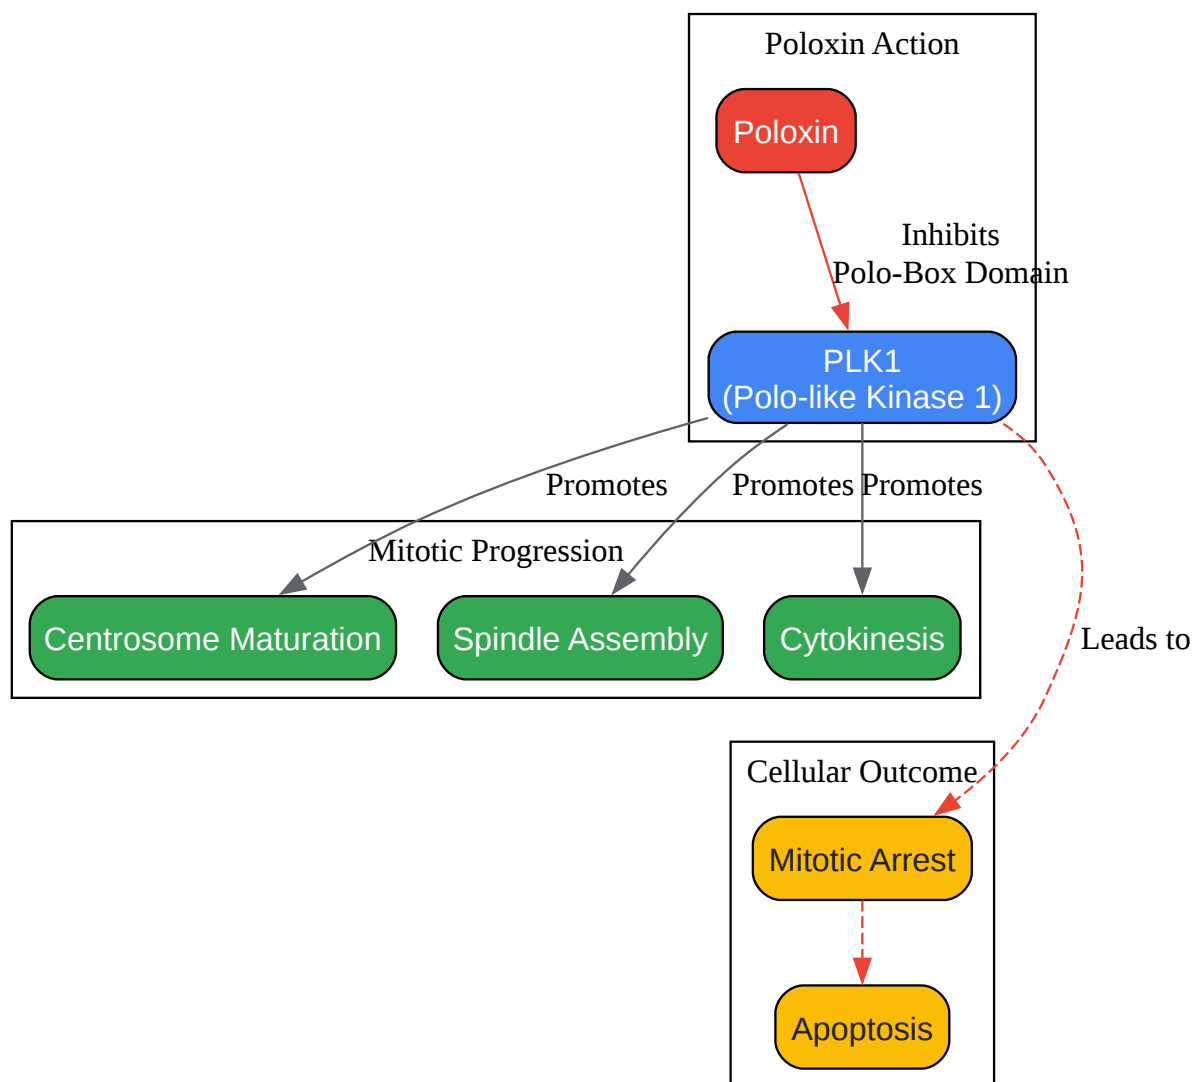 Poloxin Action
Poloxin
Inhibits
Polo-Box Domain
PLK1
(Polo-like Kinase 1)
Promotes
Promotes
Promotes
Mitotic Progression
Centrosome Maturation
Spindle Assembly
Cytokinesis
Leads to
Cellular Outcome
Mitotic Arrest
Apoptosis